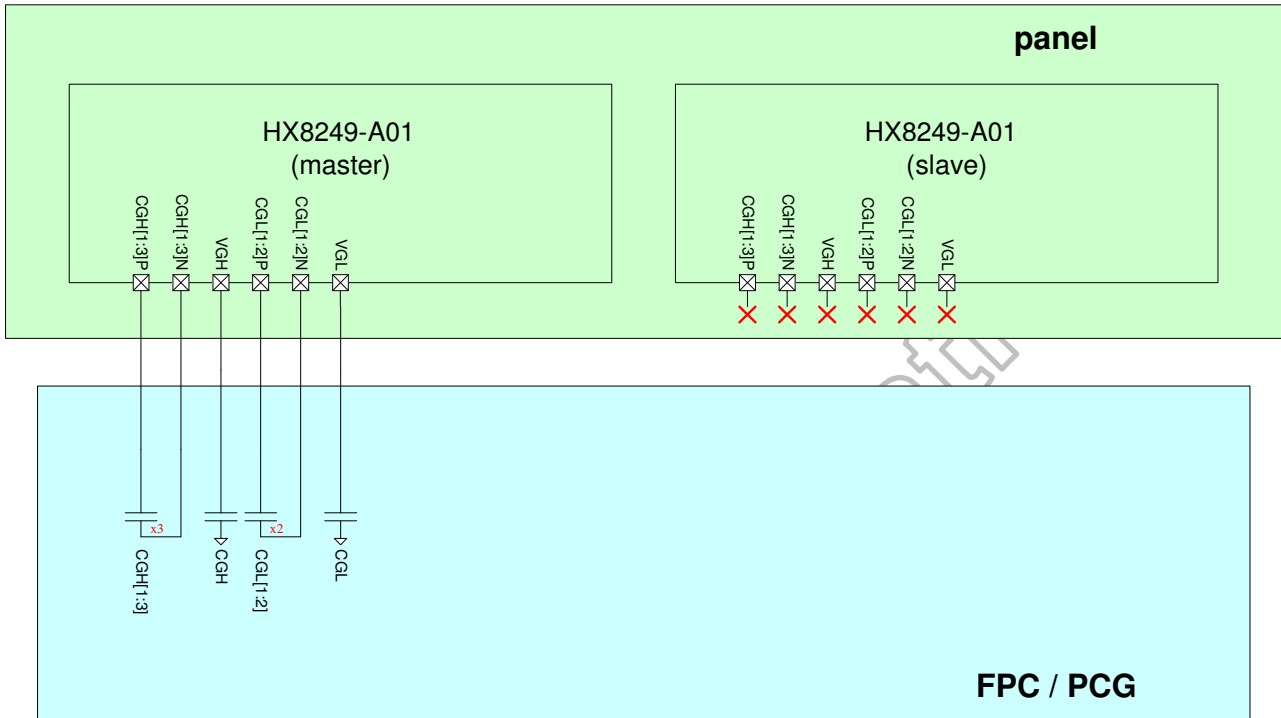 panel
HX8249-A01
(master)
HX8249-A01
(slave)
CGH[1:3]P
CGH[1:3]N
VGH
CGL[1:2]P
CGL[1:2]N
VGL
CGH[1:3]P
CGH[1:3]N
VGH
CGL[1:2]P
CGL[1:2]N
VGL
x3
x2
CGH[1:3]
CGH
CGL[1:2]
CGL
FPC / PCG